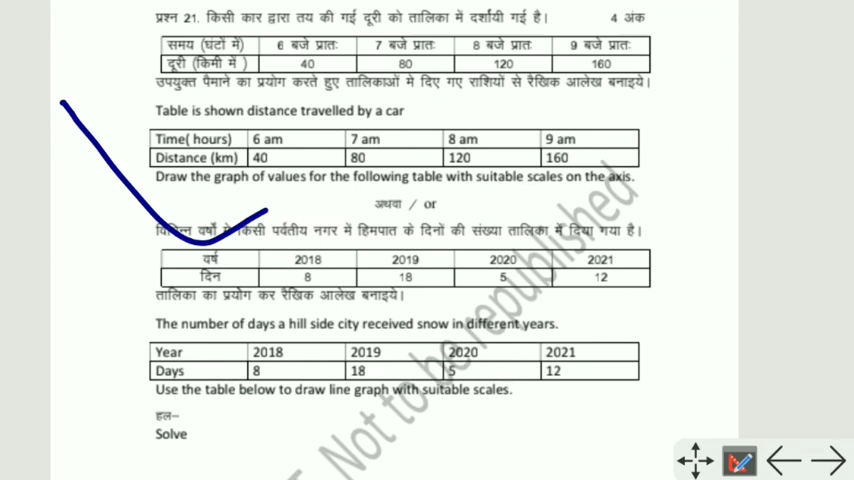 प्रश्न 21. किसी कार द्वारा तय की गई दूरी को तालिका में दर्शायी गई है। 4 अंक
समय (घंटों में) 6 बजे प्रातः 7 बजे प्रातः 8 बजे प्रातः 9 बजे प्रातः
दूरी (किमी में ) 40 80 120 160
उपयुक्त पैमाने का प्रयोग करते हुए तालिकाओं मे दिए गए राशियों से रैखिक आलेख बनाइये।
Table is shown distance travelled by a car
Time( hours) 6 am 7 am 8 am 9 am
Distance (km) 40 80 120 160
Draw the graph of values for the following table with suitable scales on the axis.
अथवा / or
विभिन्न वर्षो मे किसी पर्वतीय नगर में हिमपात के दिनों की संख्या तालिका में दिया गया है।
वर्ष 2018 2019 2020 2021
दिन 8 18 5 12
तालिका का प्रयोग कर रैखिक आलेख बनाइये।
The number of days a hill side city received snow in different years.
Year 2018 2019 2020 2021
Days 8 18 5 12
Use the table below to draw line graph with suitable scales.
हल–
Solve
Not to be republished